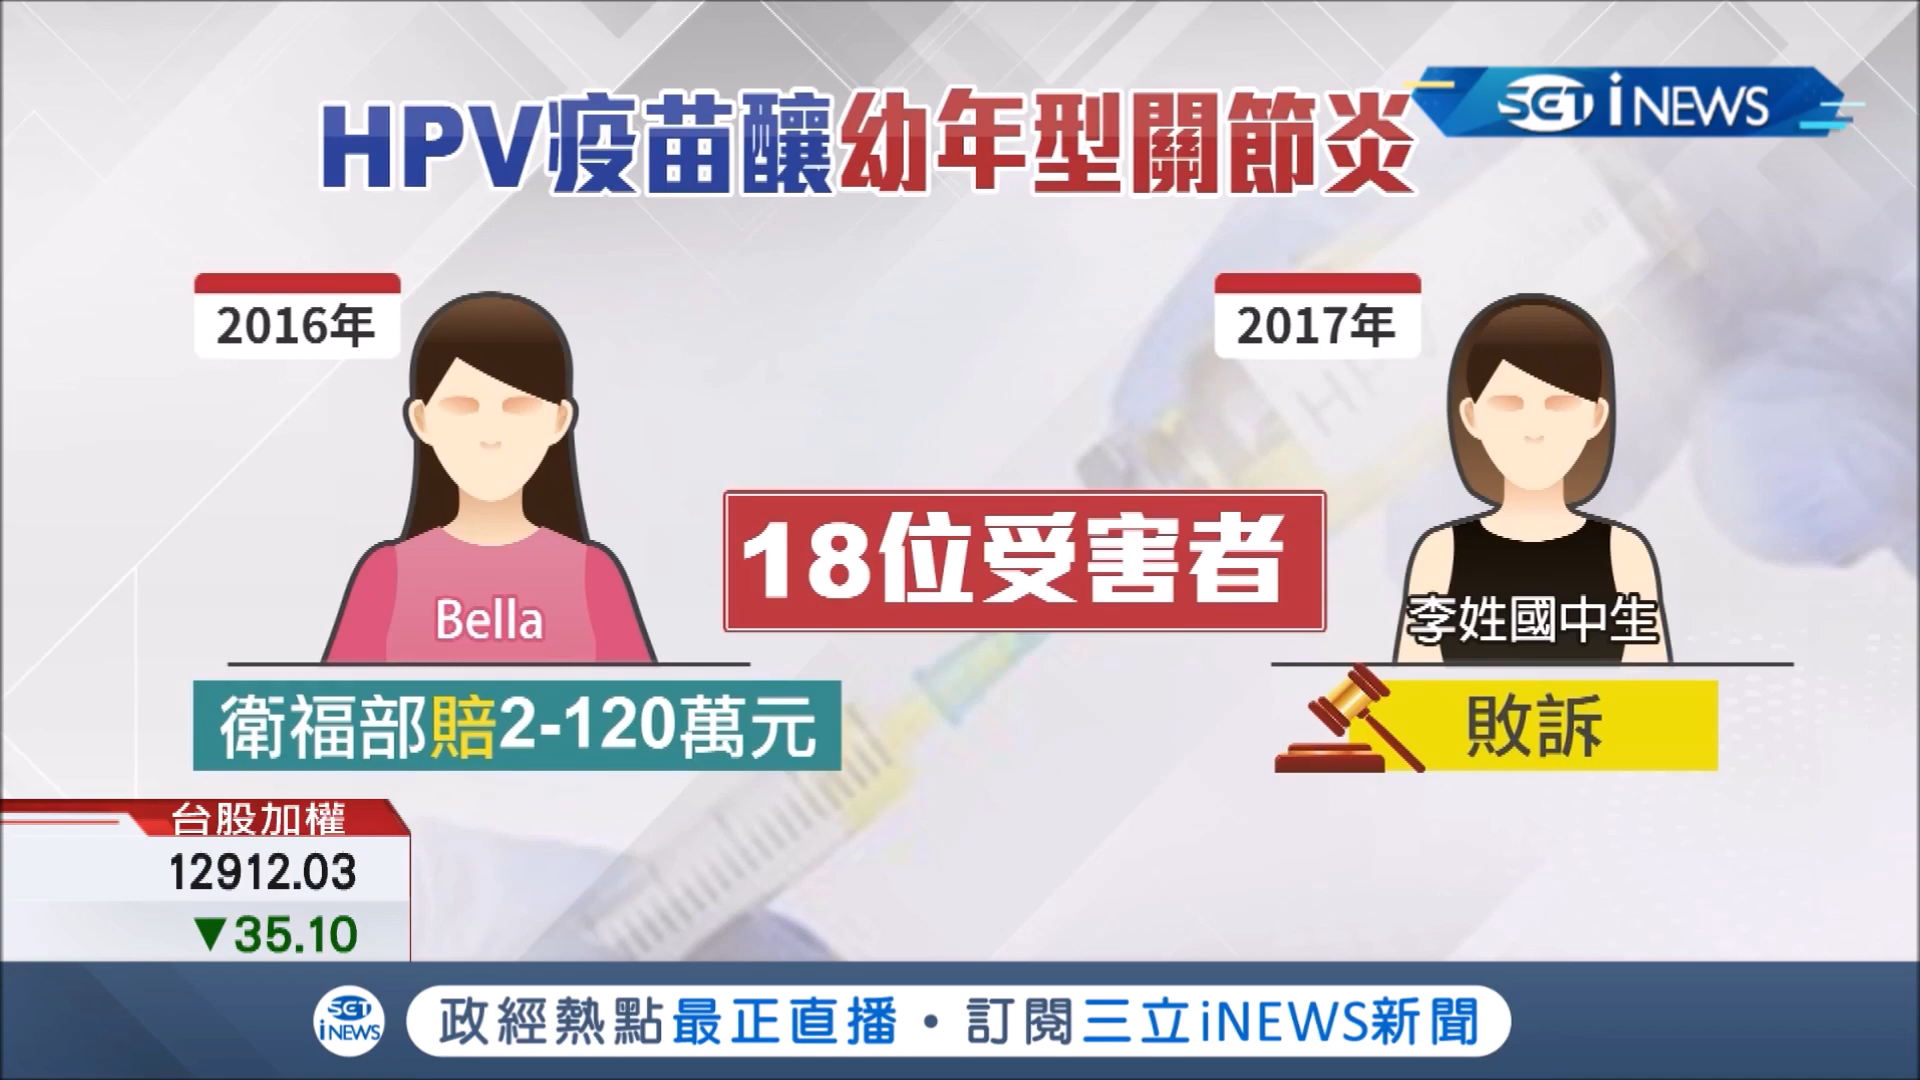 HPV疫苗釀幼年型關節炎
SET iNEWS
2016年
2017年
18位受害者
Bella
李姓國中生
衛福部賠2-120萬元
敗訴
台股加權
12912.03
▼35.10
SET iNEWS
政經熱點最正直播・訂閱三立iNEWS新聞
HPV